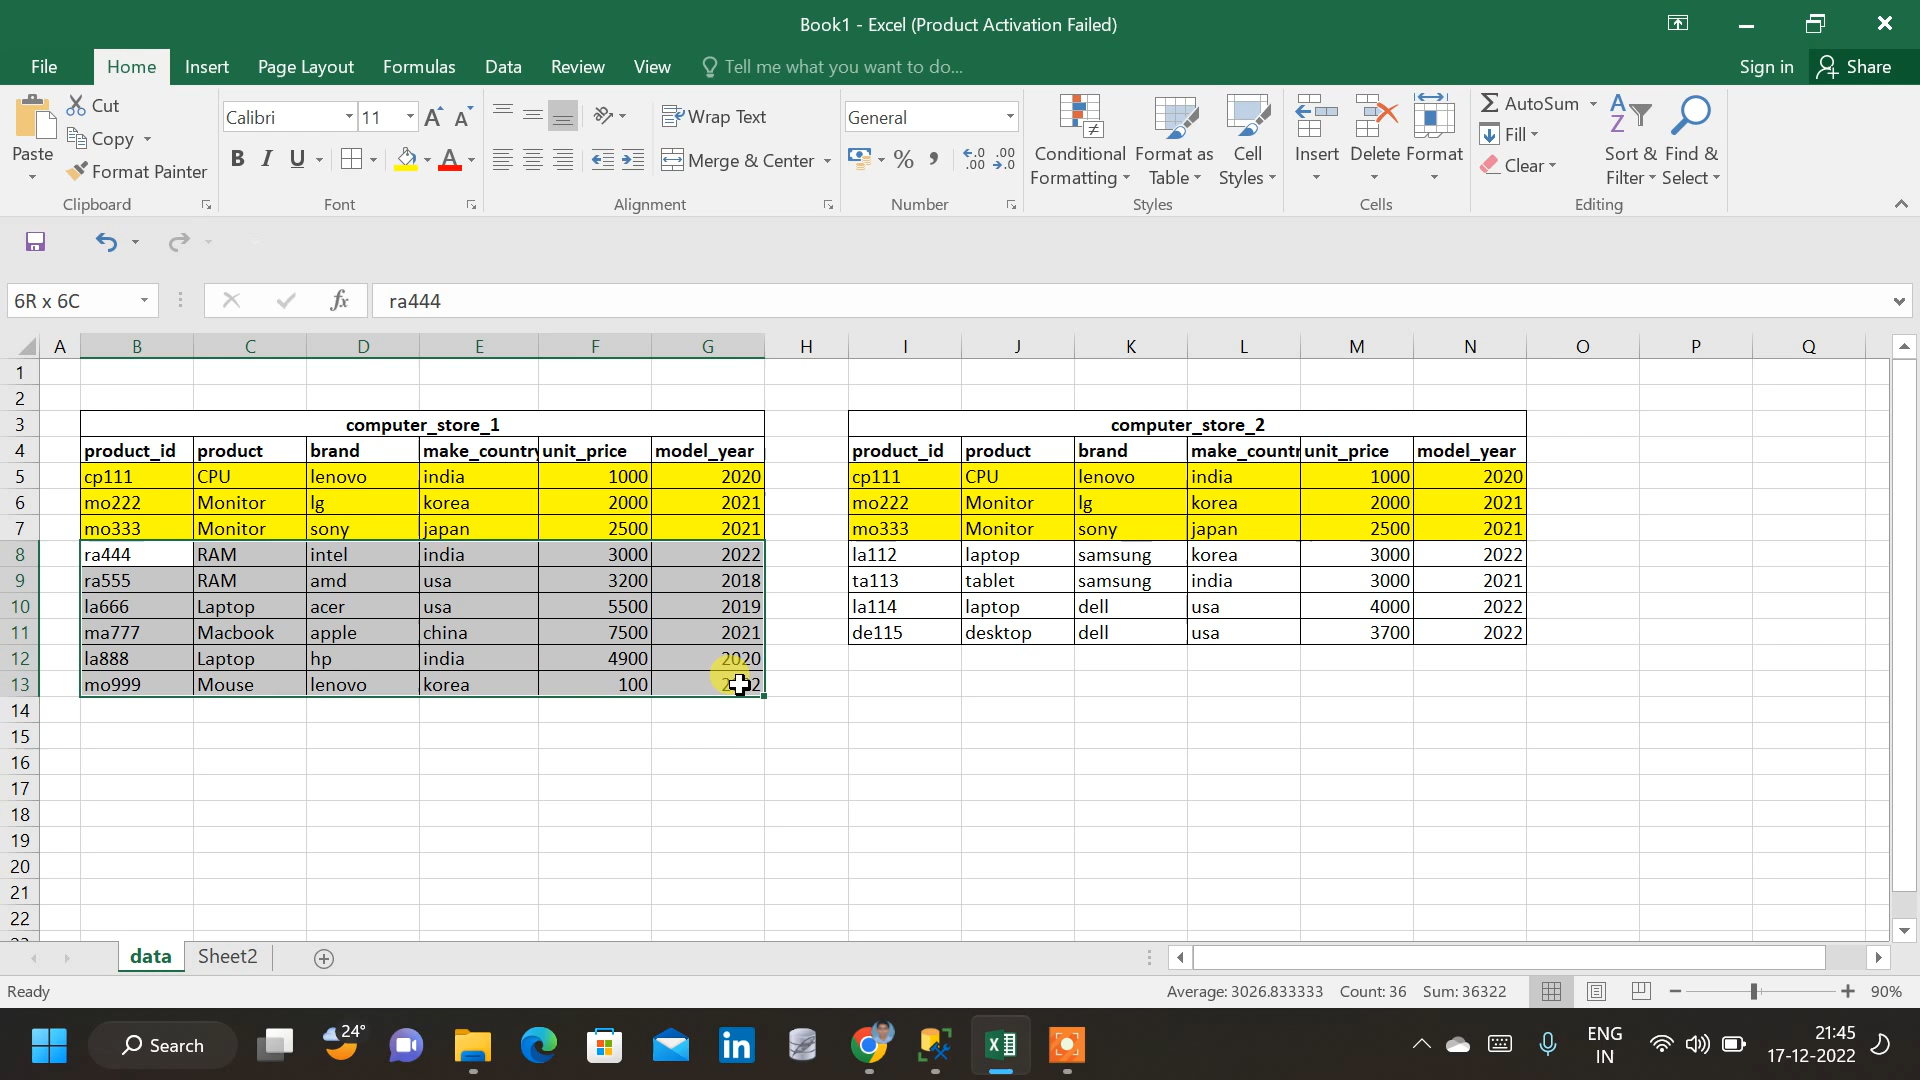 Book1 - Excel (Product Activation Failed)
File Home Insert Page Layout Formulas Data Review View Tell me what you want to do... Sign in Share
Paste Cut Copy Format Painter Clipboard
Calibri 11 B I U A Font
Wrap Text Merge & Center Alignment
General % , Number
Conditional Formatting Format as Table Cell Styles Styles
Insert Delete Format Cells
AutoSum Fill Clear Sort & Filter Find & Select Editing
6R x 6C fx ra444
A B C D E F G H I J K L M N O P Q
1
2
3 computer_store_1 computer_store_2
4 product_id product brand make_country unit_price model_year product_id product brand make_countr unit_price model_year
5 cp111 CPU lenovo india 1000 2020 cp111 CPU lenovo india 1000 2020
6 mo222 Monitor lg korea 2000 2021 mo222 Monitor lg korea 2000 2021
7 mo333 Monitor sony japan 2500 2021 mo333 Monitor sony japan 2500 2021
8 ra444 RAM intel india 3000 2022 la112 laptop samsung korea 3000 2022
9 ra555 RAM amd usa 3200 2018 ta113 tablet samsung india 3000 2021
10 la666 Laptop acer usa 5500 2019 la114 laptop dell usa 4000 2022
11 ma777 Macbook apple china 7500 2021 de115 desktop dell usa 3700 2022
12 la888 Laptop hp india 4900 2020
13 mo999 Mouse lenovo korea 100
14
15
16
17
18
19
20
21
22
data Sheet2
Ready Average: 3026.833333 Count: 36 Sum: 36322 90%
Search 24° ENG IN 21:45 17-12-2022